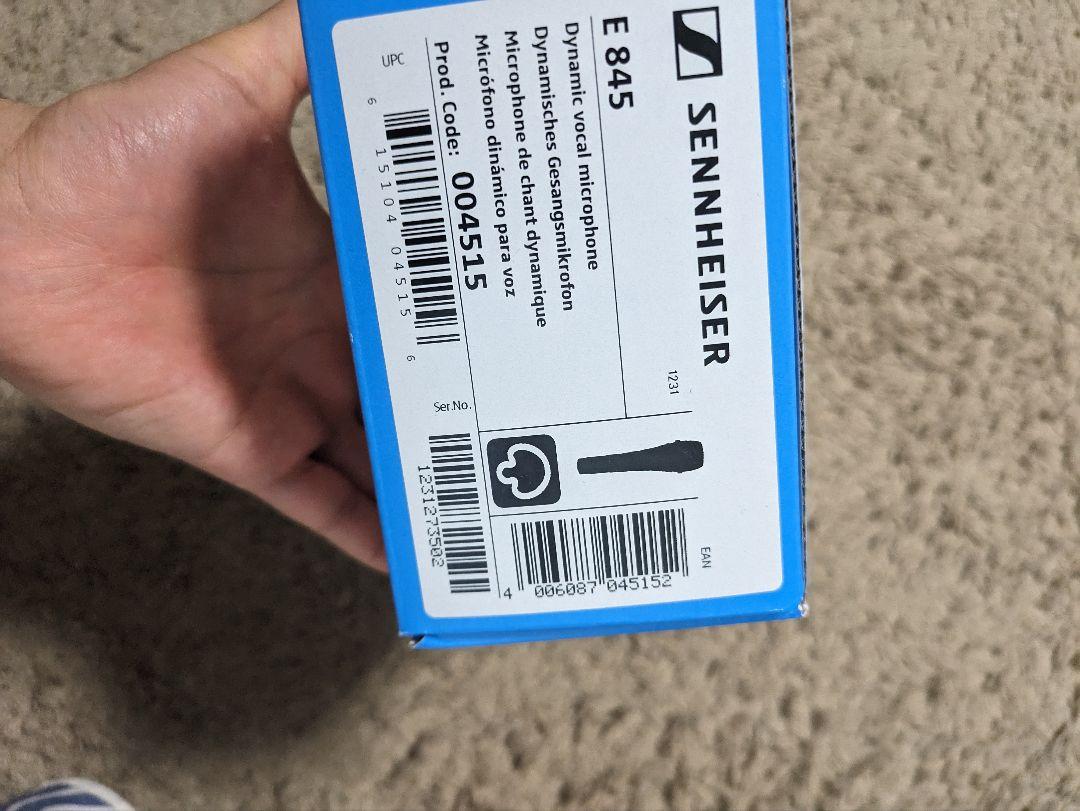 SENNHEISER
1231
E 845
Dynamic vocal microphone
Dynamisches Gesangsmikrofon
Microphone de chant dynamique
Micrófono dinámico para voz
Prod. Code: 004515
UPC
6 15104 04515 6
Ser.No.
1231273502
EAN
4 006087 045152